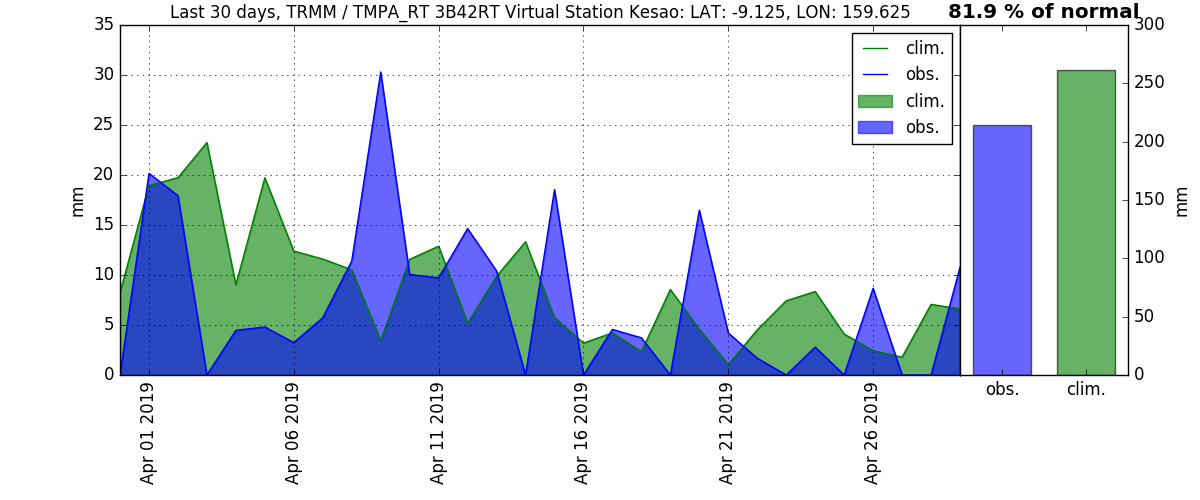 Last 30 days, TRMM / TMPA_RT 3B42RT Virtual Station Kesao: LAT: -9.125, LON: 159.625
81.9 % of normal
35
30
25
20
15
10
5
0
mm
clim.
obs.
clim.
obs.
300
250
200
150
100
50
0
mm
Apr 01 2019
Apr 06 2019
Apr 11 2019
Apr 16 2019
Apr 21 2019
Apr 26 2019
obs.
clim.